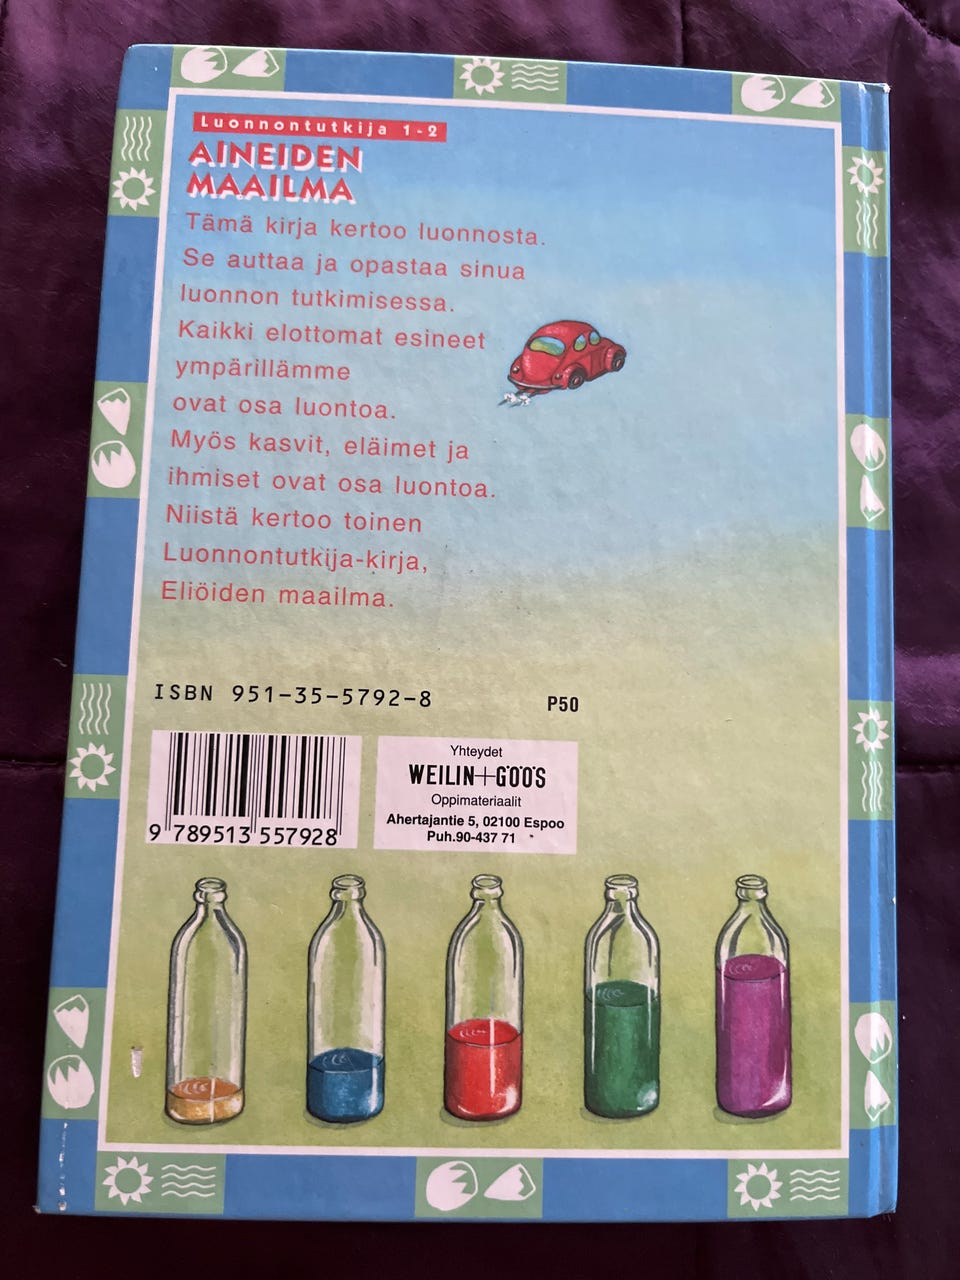 Luonnontutkija 1-2
AINEIDEN
MAAILMA
Tämä kirja kertoo luonnosta.
Se auttaa ja opastaa sinua
luonnon tutkimisessa.
Kaikki elottomat esineet
ympärillämme
ovat osa luontoa.
Myös kasvit, eläimet ja
ihmiset ovat osa luontoa.
Niistä kertoo toinen
Luonnontutkija-kirja,
Eliöiden maailma.
ISBN 951-35-5792-8
P50
9 789513 557928
Yhteydet
WEILIN+GÖÖS
Oppimateriaalit
Ahertajantie 5, 02100 Espoo
Puh.90-437 71